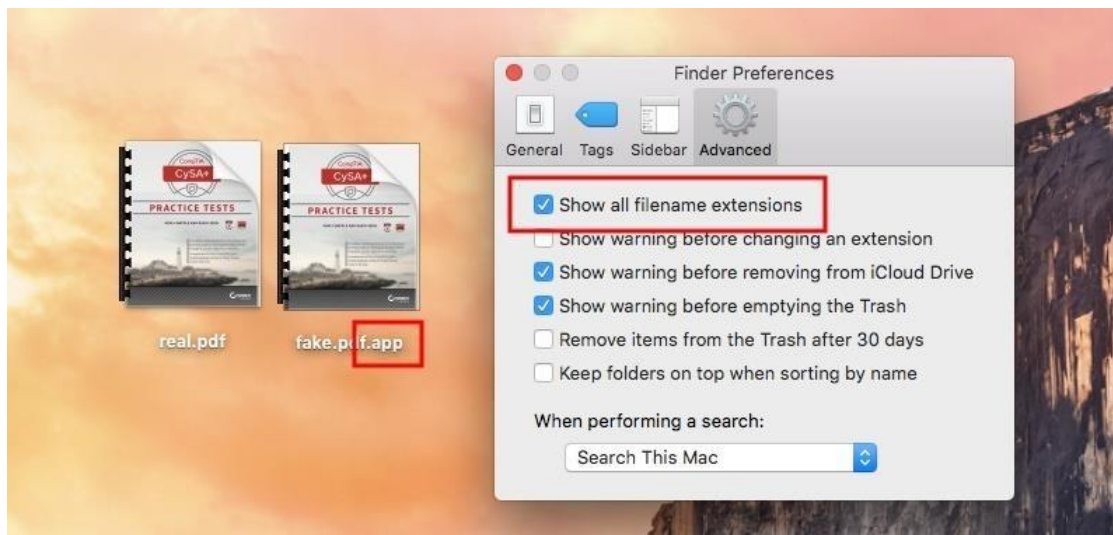 CompTIA
CySA+
PRACTICE TESTS
real.pdf
CompTIA
CySA+
PRACTICE TESTS
fake.pdf.app
Finder Preferences
General Tags Sidebar Advanced
Show all filename extensions
Show warning before changing an extension
Show warning before removing from iCloud Drive
Show warning before emptying the Trash
Remove items from the Trash after 30 days
Keep folders on top when sorting by name
When performing a search:
Search This Mac